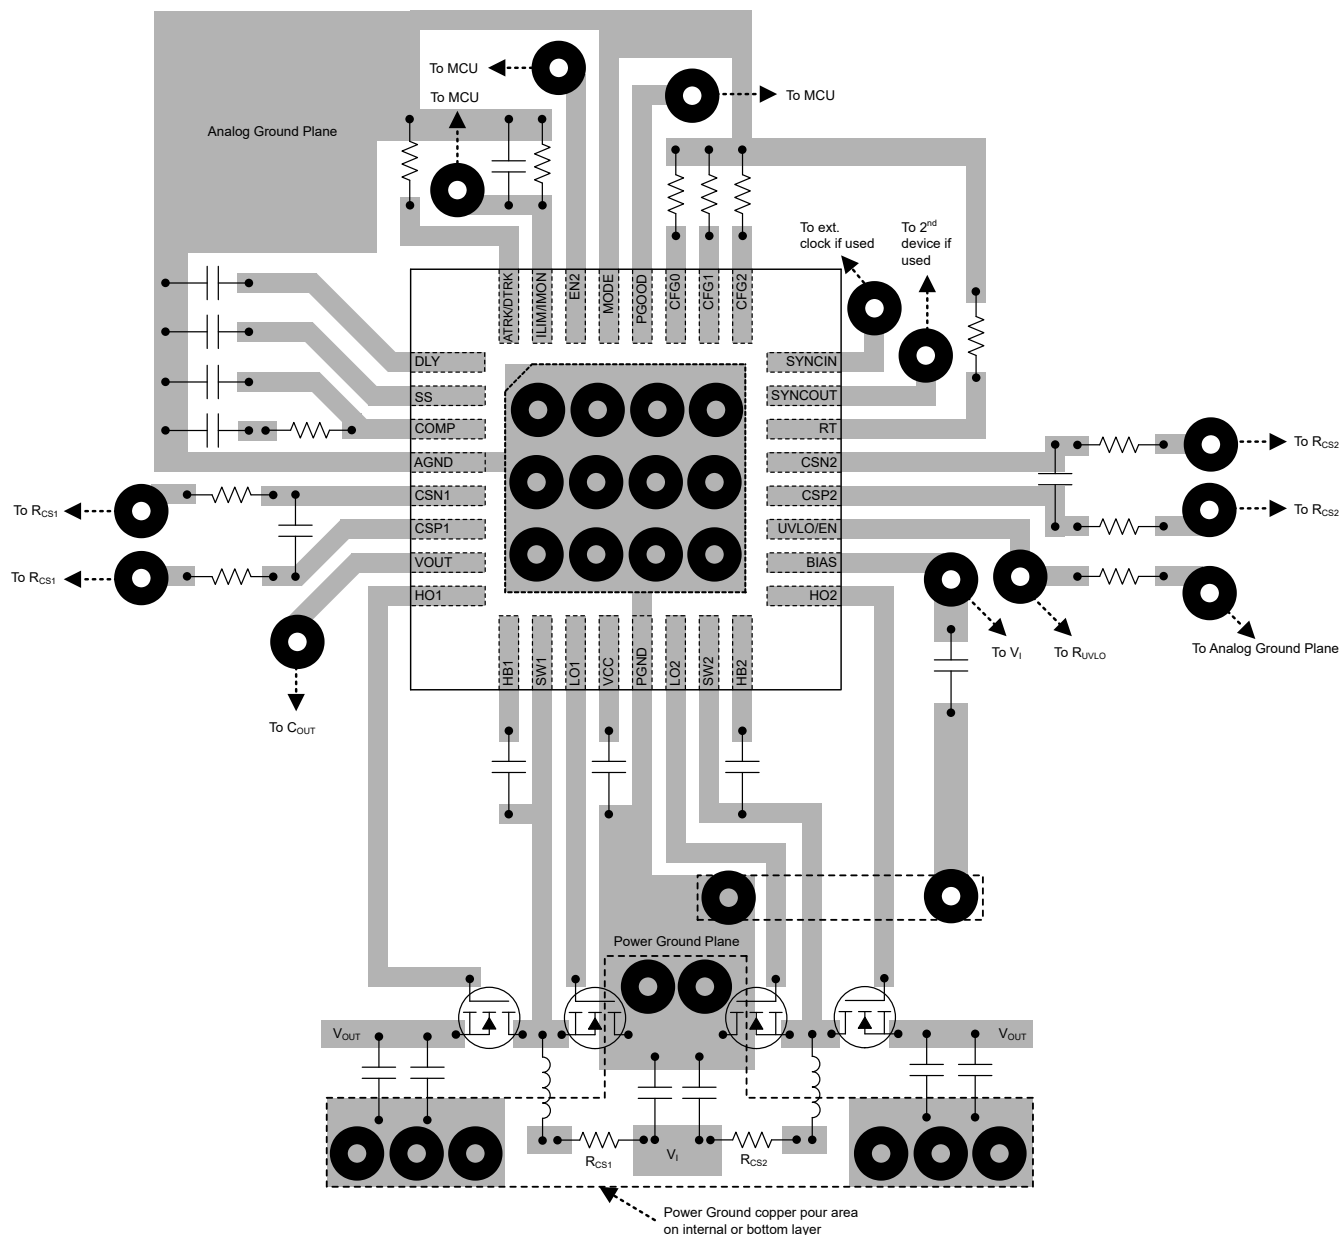 To MCU
To MCU
To MCU
Analog Ground Plane
To ext.
clock if used
To 2nd
device if
used
ATRK/DTRK
ILIM/IMON
EN2
MODE
PGOOD
CFG0
CFG1
CFG2
DLY
SS
COMP
AGND
CSN1
CSP1
VOUT
HO1
SYNCIN
SYNCOUT
RT
CSN2
CSP2
UVLO/EN
BIAS
HO2
To RCS1
To RCS1
To RCS2
To RCS2
To VI
To RUVLO
To Analog Ground Plane
To COUT
HB1
SW1
LO1
VCC
PGND
LO2
SW2
HB2
Power Ground Plane
VOUT
VOUT
RCS1
VI
RCS2
Power Ground copper pour area
on internal or bottom layer